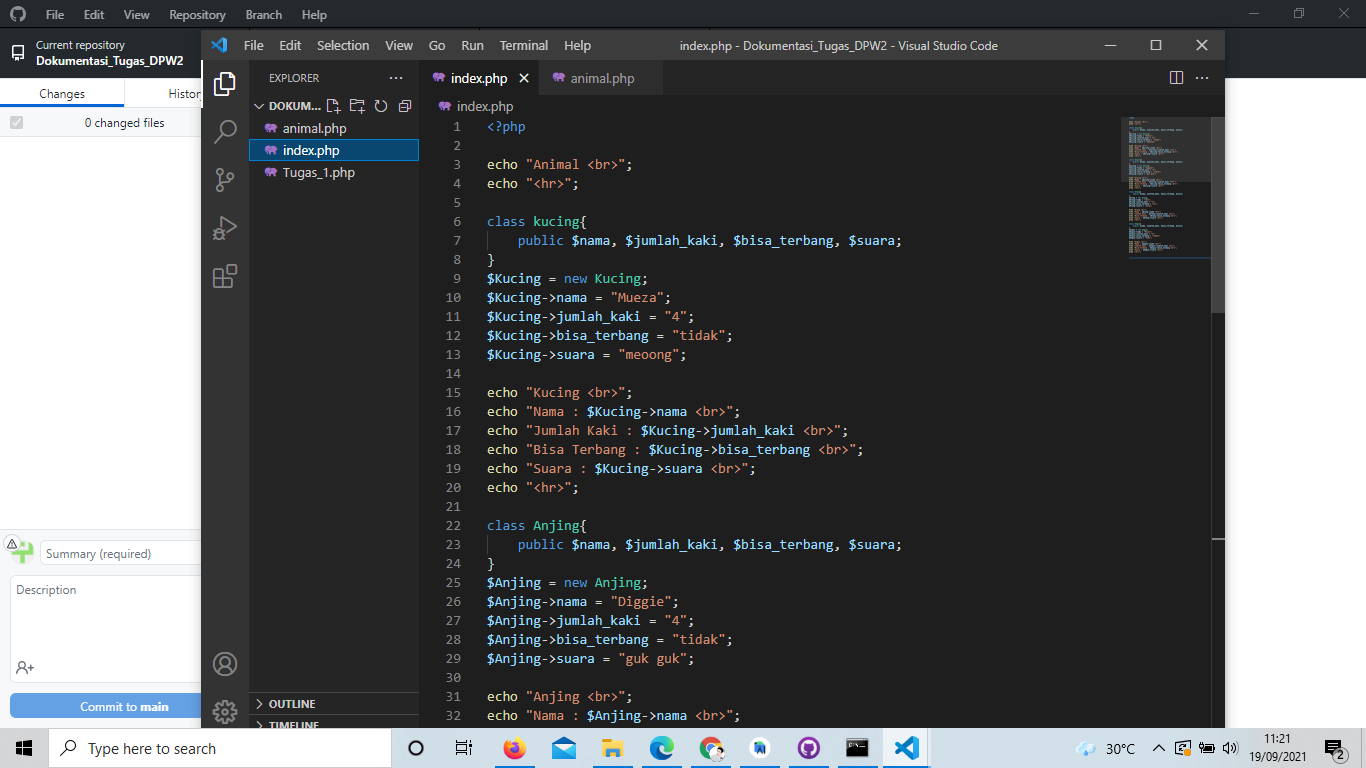 File Edit View Repository Branch Help
Current repository
Dokumentasi_Tugas_DPW2
Changes
Histor
0 changed files
Summary (required)
Description
Commit to main
File Edit Selection View Go Run Terminal Help
index.php - Dokumentasi_Tugas_DPW2 - Visual Studio Code
EXPLORER
DOKUM...
animal.php
index.php
Tugas_1.php
OUTLINE
TIMELINE
index.php
animal.php
index.php
1 <?php
2
3 echo "Animal <br>";
4 echo "<hr>";
5
6 class kucing{
7     public $nama, $jumlah_kaki, $bisa_terbang, $suara;
8 }
9 $Kucing = new Kucing;
10 $Kucing->nama = "Mueza";
11 $Kucing->jumlah_kaki = "4";
12 $Kucing->bisa_terbang = "tidak";
13 $Kucing->suara = "meoong";
14
15 echo "Kucing <br>";
16 echo "Nama : $Kucing->nama <br>";
17 echo "Jumlah Kaki : $Kucing->jumlah_kaki <br>";
18 echo "Bisa Terbang : $Kucing->bisa_terbang <br>";
19 echo "Suara : $Kucing->suara <br>";
20 echo "<hr>";
21
22 class Anjing{
23     public $nama, $jumlah_kaki, $bisa_terbang, $suara;
24 }
25 $Anjing = new Anjing;
26 $Anjing->nama = "Diggie";
27 $Anjing->jumlah_kaki = "4";
28 $Anjing->bisa_terbang = "tidak";
29 $Anjing->suara = "guk guk";
30
31 echo "Anjing <br>";
32 echo "Nama : $Anjing->nama <br>";
Type here to search
30°C
11:21
19/09/2021
2